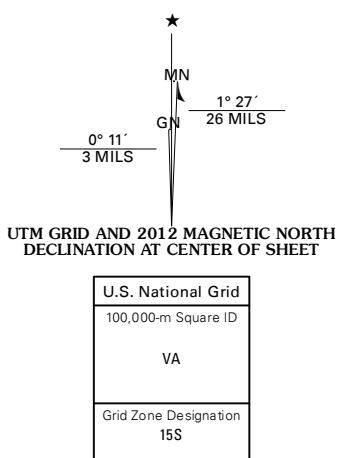 ★
MN
1° 27´
26 MILS
GN
0° 11´
3 MILS
UTM GRID AND 2012 MAGNETIC NORTH
DECLINATION AT CENTER OF SHEET
U.S. National Grid
100,000-m Square ID
VA
Grid Zone Designation
15S